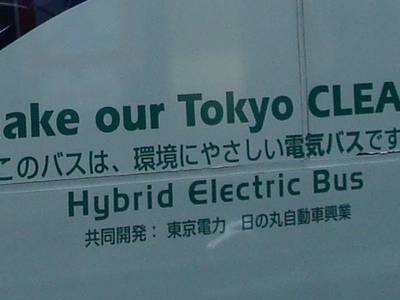 ake our Tokyo CLEA
このバスは、環境にやさしい電気バスです
Hybrid Electric Bus
共同開発： 東京電力 日の丸自動車興業